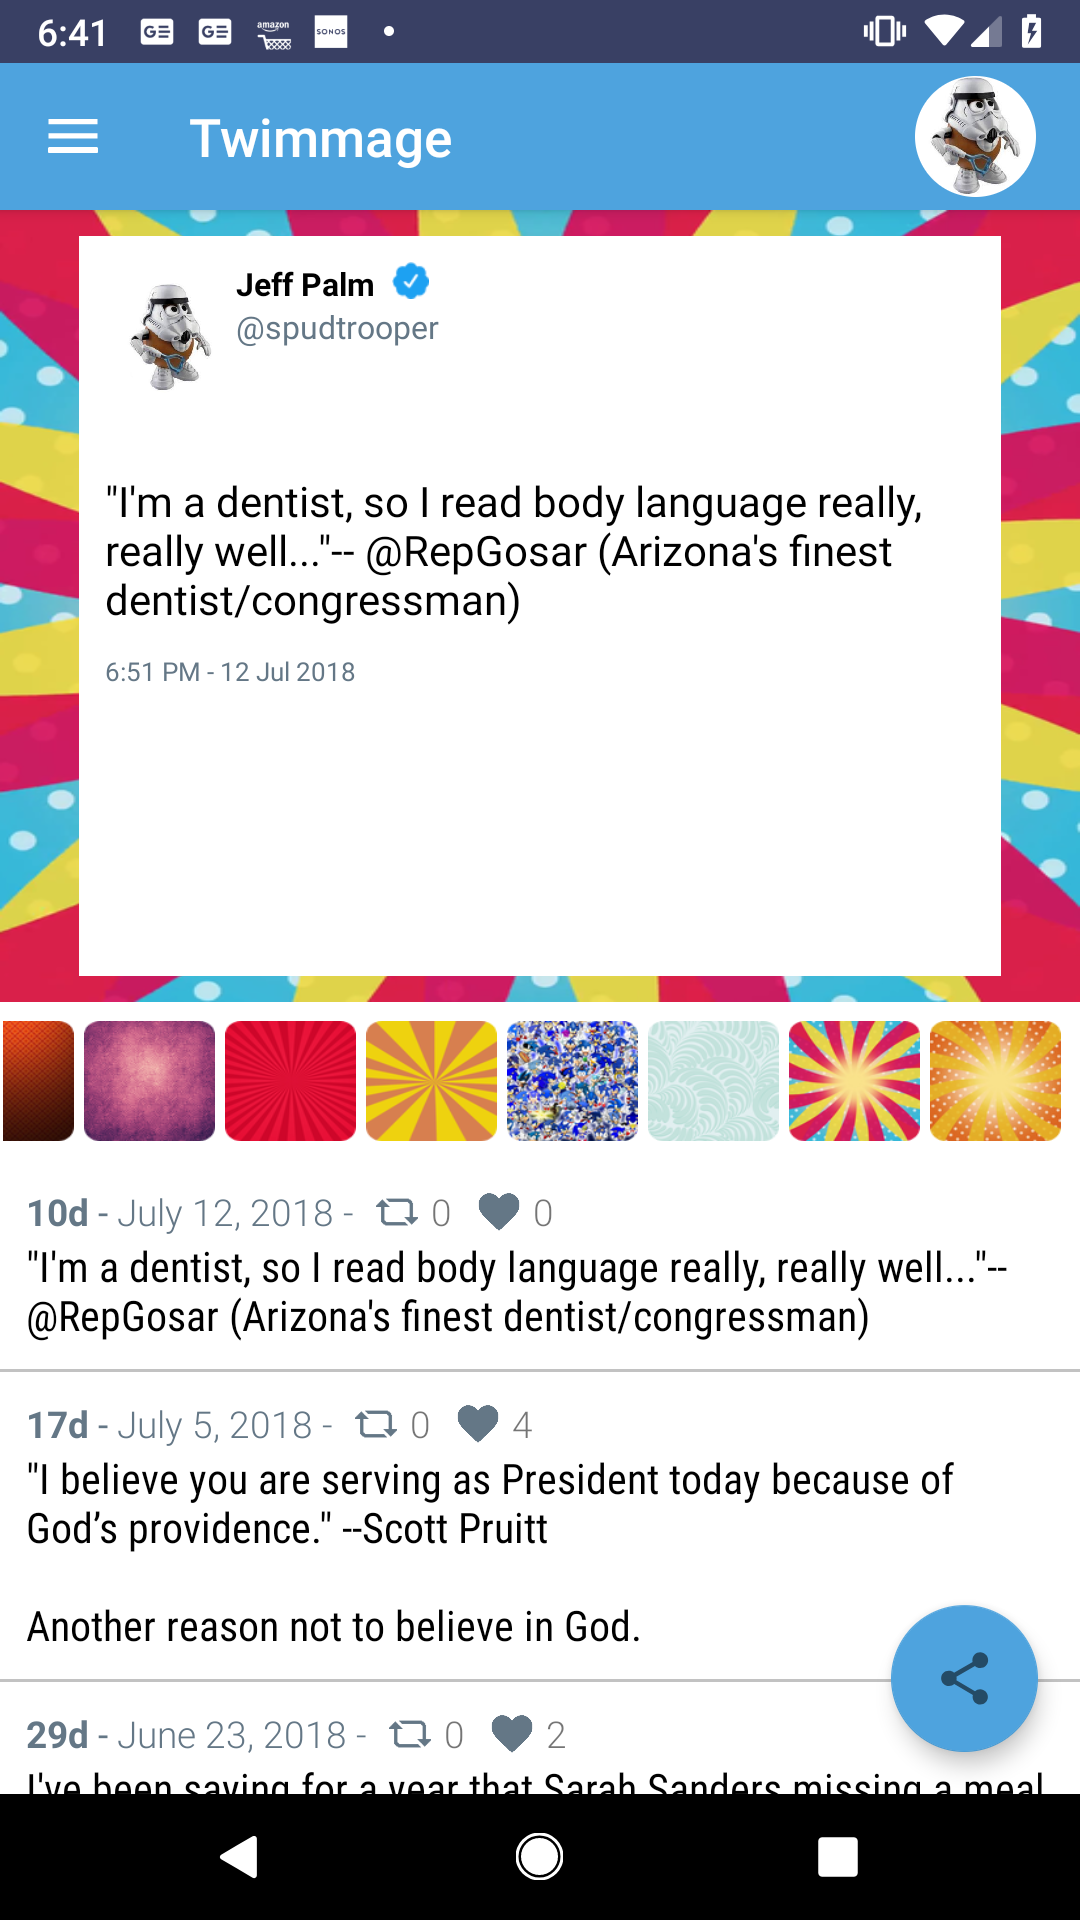 6:41
GE
GE
amazon
SONOS
Twimmage
Jeff Palm
@spudtrooper
"I'm a dentist, so I read body language really,
really well..."-- @RepGosar (Arizona's finest
dentist/congressman)
6:51 PM - 12 Jul 2018
10d - July 12, 2018 - 0 0
"I'm a dentist, so I read body language really, really well..."--
@RepGosar (Arizona's finest dentist/congressman)
17d - July 5, 2018 - 0 4
"I believe you are serving as President today because of
God’s providence." --Scott Pruitt
Another reason not to believe in God.
29d - June 23, 2018 - 0 2
I've been saying for a year that Sarah Sanders missing a meal